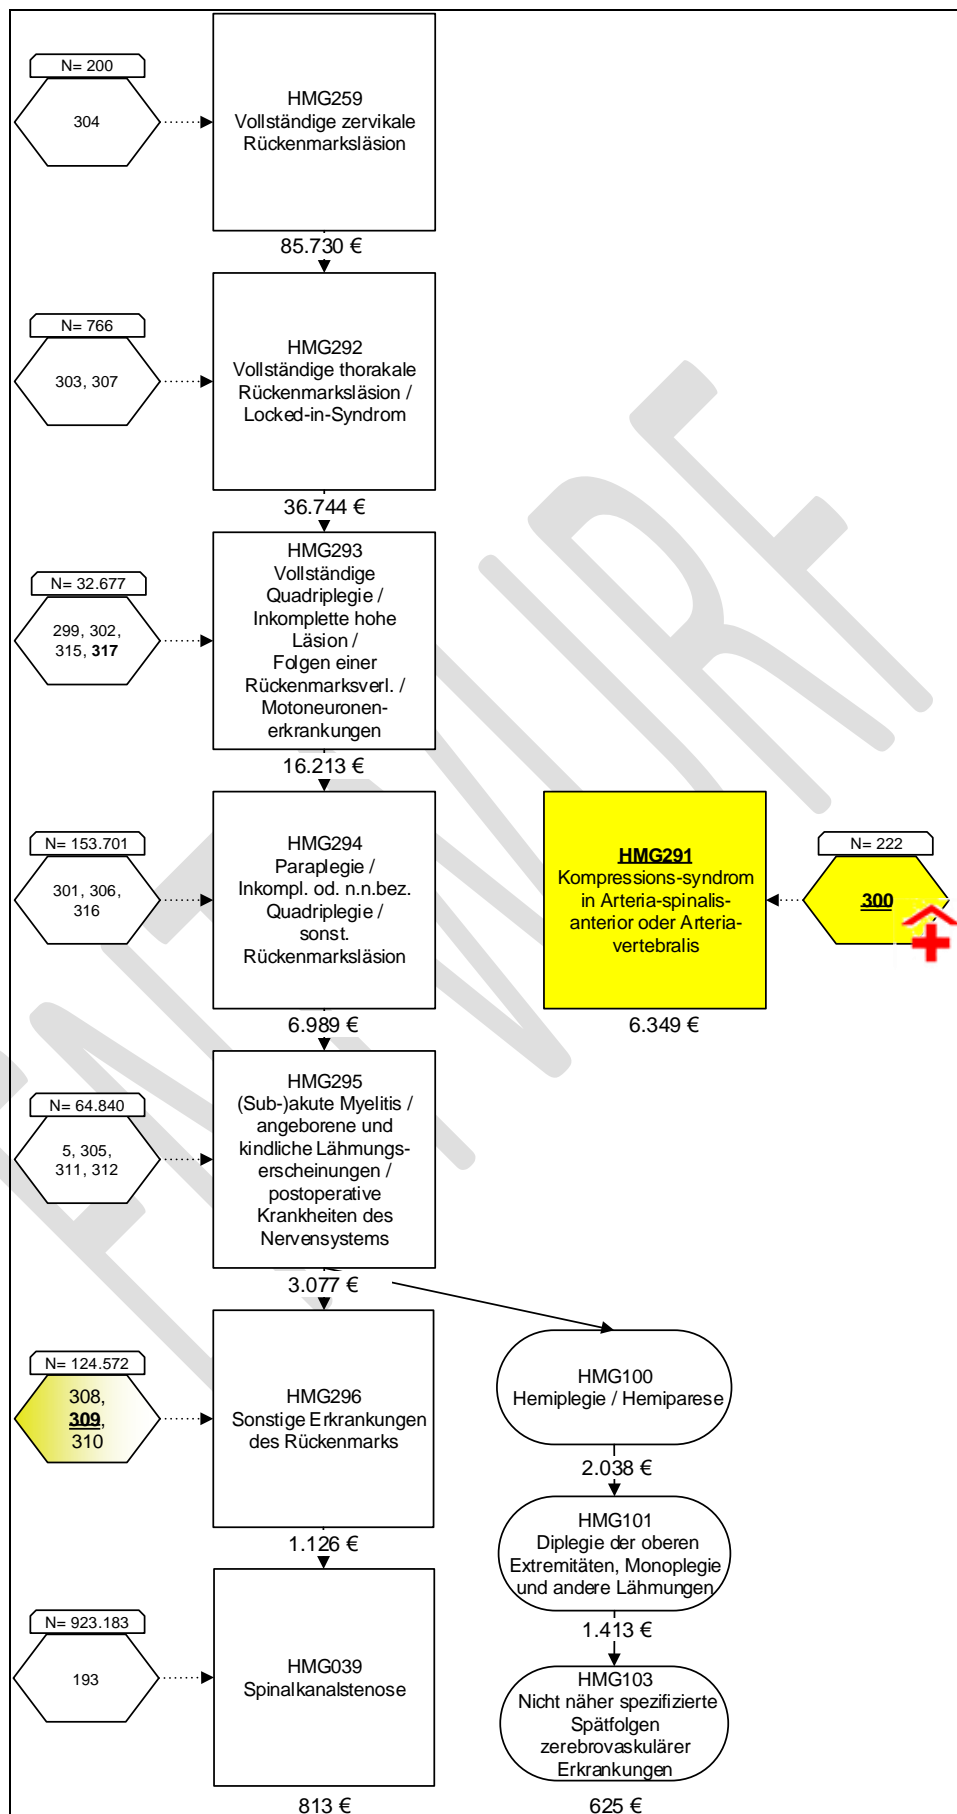 N= 200
304
HMG259
Vollständige zervikale
Rückenmarksläsion
85.730 €
N= 766
303, 307
HMG292
Vollständige thorakale
Rückenmarksläsion /
Locked-in-Syndrom
36.744 €
N= 32.677
299, 302,
315, 317
HMG293
Vollständige
Quadriplegie /
Inkomplette hohe
Läsion /
Folgen einer
Rückenmarksverl. /
Motoneuronen-
erkrankungen
16.213 €
N= 153.701
301, 306,
316
HMG294
Paraplegie /
Inkompl. od. n.n.bez.
Quadriplegie /
sonst.
Rückenmarksläsion
6.989 €
HMG291
Kompressions-syndrom
in Arteria-spinalis-
anterior oder Arteria-
vertebralis
6.349 €
N= 222
300
N= 64.840
5, 305,
311, 312
HMG295
(Sub-)akute Myelitis /
angeborene und
kindliche Lähmungs-
erscheinungen /
postoperative
Krankheiten des
Nervensystems
3.077 €
N= 124.572
308,
309,
310
HMG296
Sonstige Erkrankungen
des Rückenmarks
1.126 €
HMG100
Hemiplegie / Hemiparese
2.038 €
HMG101
Diplegie der oberen
Extremitäten, Monoplegie
und andere Lähmungen
1.413 €
N= 923.183
193
HMG039
Spinalkanalstenose
813 €
HMG103
Nicht näher spezifizierte
Spätfolgen
zerebrovaskulärer
Erkrankungen
625 €
ENTWURF